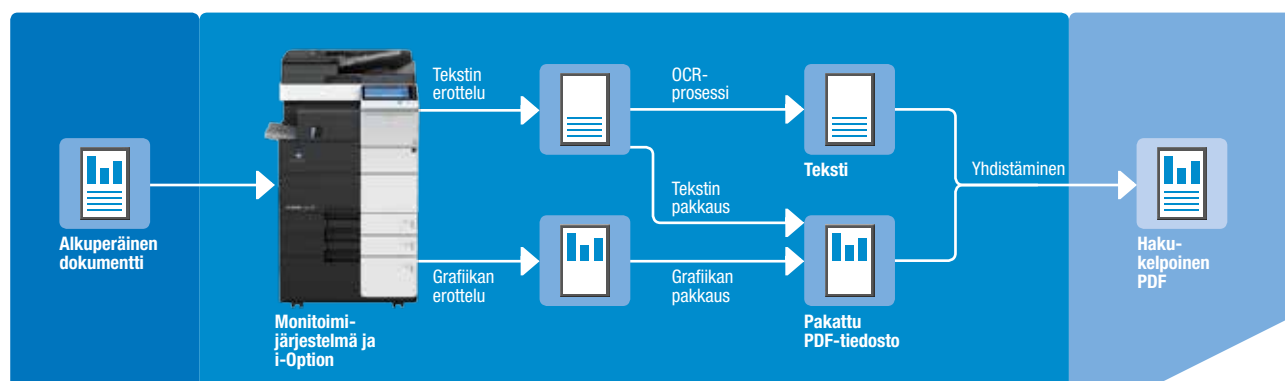 Alkuperäinen
dokumentti
Monitoimi-
järjestelmä ja
i-Option
Tekstin
erottelu
Grafiikan
erottelu
OCR-
prosessi
Tekstin
pakkaus
Grafiikan
pakkaus
Teksti
Pakattu
PDF-tiedosto
Yhdistäminen
Haku-
kelpoinen
PDF